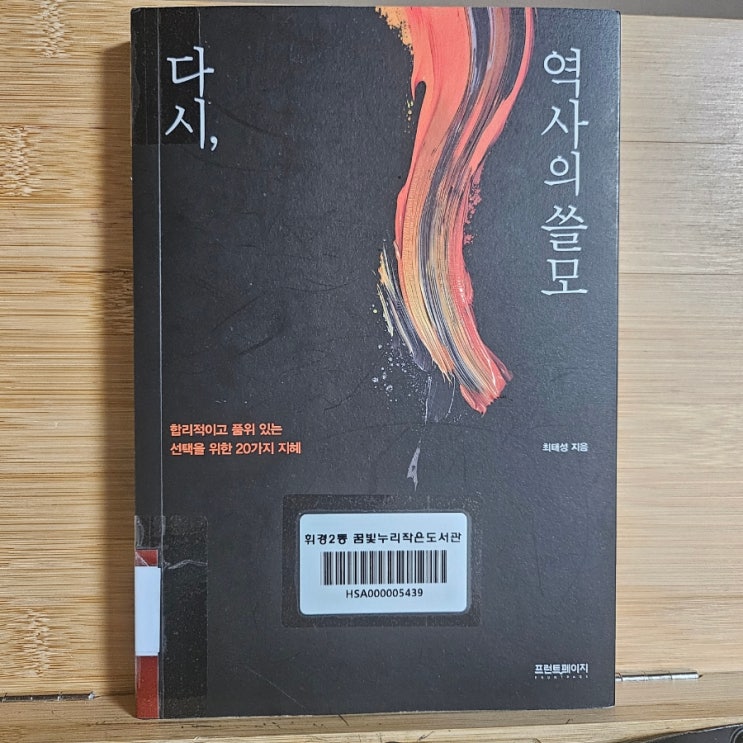 다시,
역사의 쓸모
합리적이고 품위 있는
선택을 위한 20가지 지혜
최태성 지음
휘경2동 꿈빛누리작은도서관
HSA000005439
프런트페이지
FRONTPAGE